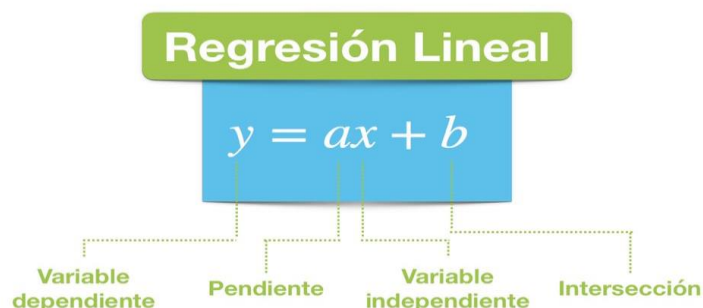 Regresión Lineal
y = ax + b
Variable dependiente
Pendiente
Variable independiente
Intersección